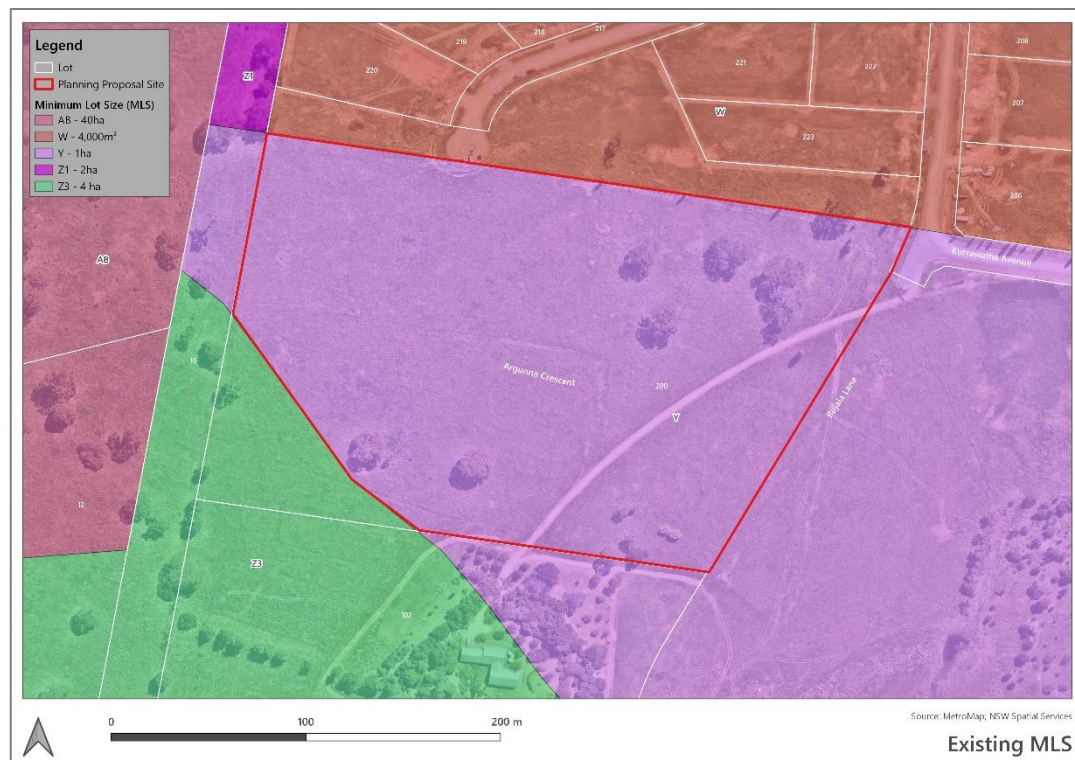 Legend
Lot
Planning Proposal Site
Minimum Lot Size (MLS)
AB - 40ha
W - 4,000m²
Y - 1ha
Z1 - 2ha
Z3 - 4 ha
217
218
219
220
221
222
208
207
W
223
206
Z1
Kurrawatha Avenue
AB
10
Argunna Crescent
200
Rujala Lane
Y
12
Z3
102
0
100
200 m
Source: MetroMap; NSW Spatial Services
Existing MLS